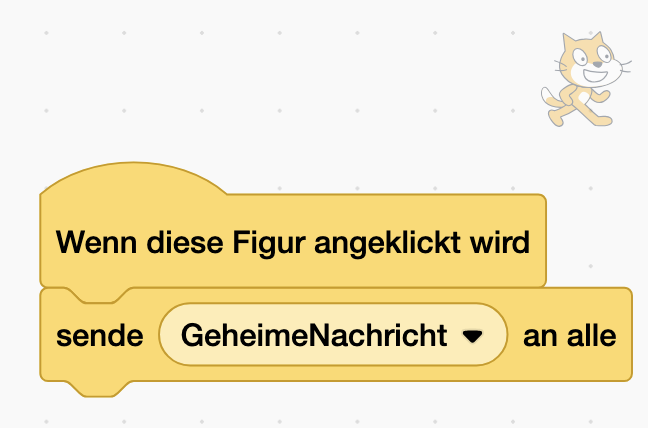 Wenn diese Figur angeklickt wird
sende GeheimeNachricht an alle